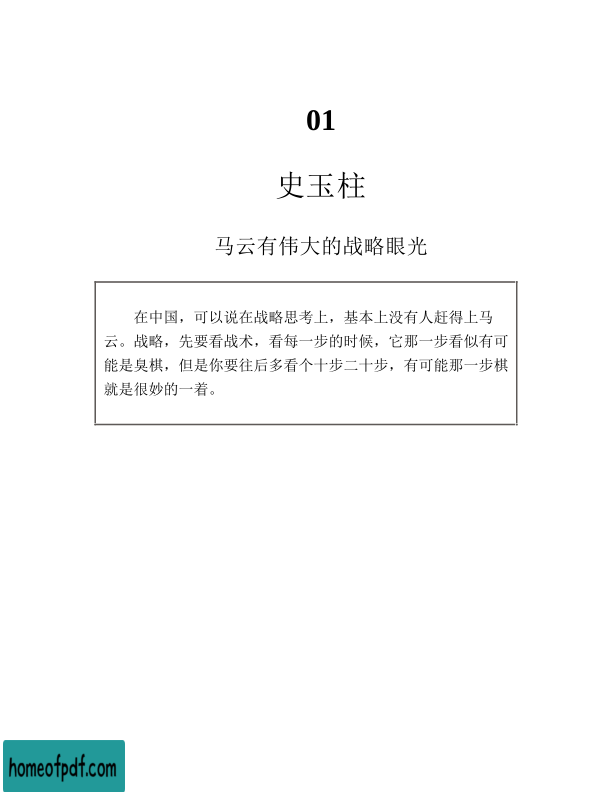 01
史玉柱
马云有伟大的战略眼光
在中国，可以说在战略思考上，基本上没有人赶得上马
云。战略，先要看战术，看每一步的时候，它那一步看似有可
能是臭棋，但是你要往后多看个十步二十步，有可能那一步棋
就是很妙的一着。
homeofpdf.com